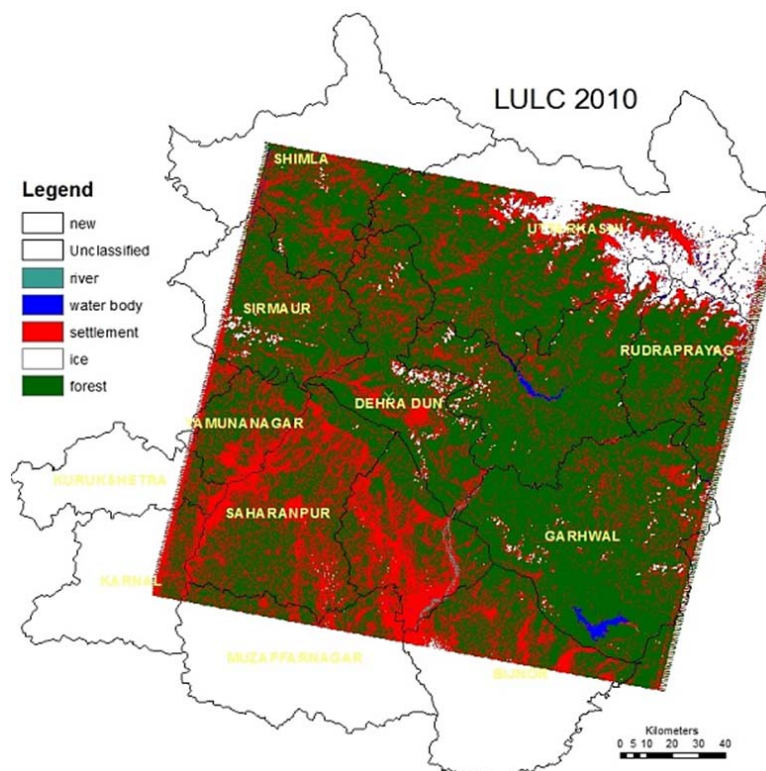 LULC 2010
SHIMLA
Legend
new
Unclassified
river
water body
settlement
ice
forest
UTTARKASHI
SIRMAUR
RUDRAPRAYAG
DEHRA DUN
YAMUNANAGAR
KURUKSHETRA
SAHARANPUR
GARHWAL
KARNAL
MUZAFFARNAGAR
BIJNOR
Kilometers
0 5 10 20 30 40